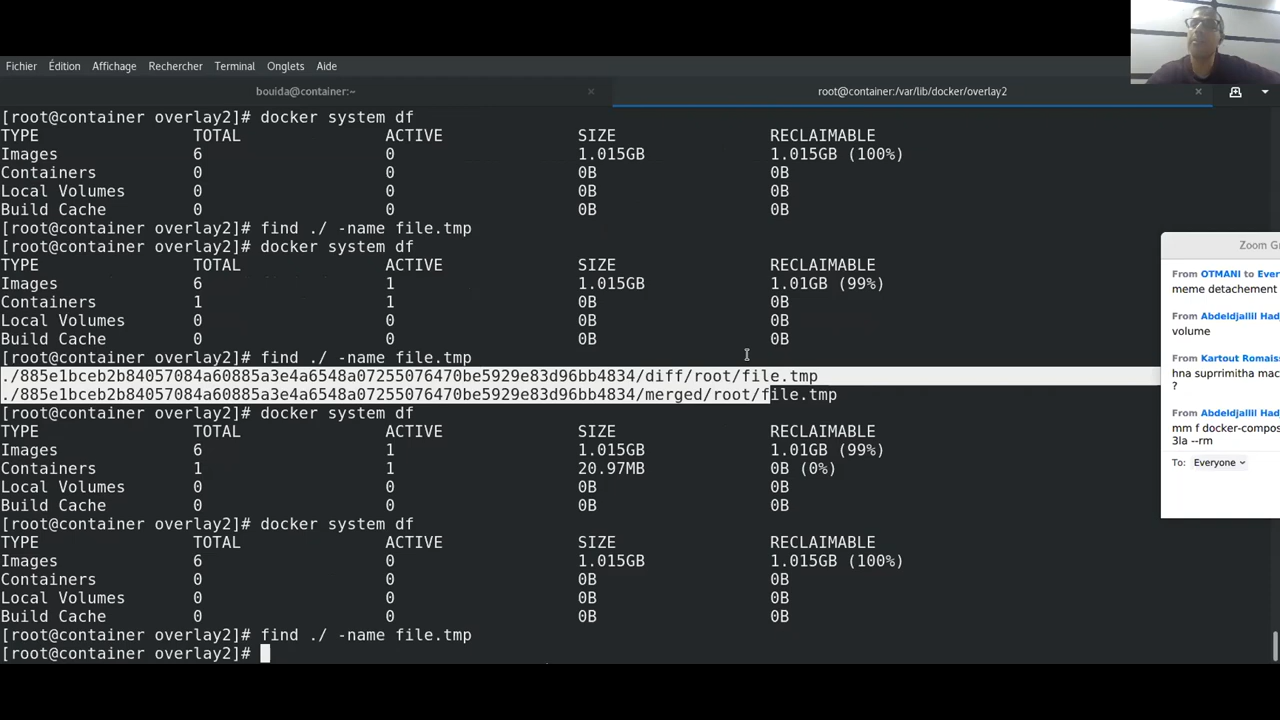 Fichier Édition Affichage Rechercher Terminal Onglets Aide
bouida@container:~ × root@container:/var/lib/docker/overlay2 ×
[root@container overlay2]# docker system df
TYPE TOTAL ACTIVE SIZE RECLAIMABLE
Images 6 0 1.015GB 1.015GB (100%)
Containers 0 0 0B 0B
Local Volumes 0 0 0B 0B
Build Cache 0 0 0B 0B
[root@container overlay2]# find ./ -name file.tmp
[root@container overlay2]# docker system df
TYPE TOTAL ACTIVE SIZE RECLAIMABLE
Images 6 1 1.015GB 1.01GB (99%)
Containers 1 1 0B 0B
Local Volumes 0 0 0B 0B
Build Cache 0 0 0B 0B
[root@container overlay2]# find ./ -name file.tmp
./885e1bceb2b84057084a60885a3e4a6548a07255076470be5929e83d96bb4834/diff/root/file.tmp
./885e1bceb2b84057084a60885a3e4a6548a07255076470be5929e83d96bb4834/merged/root/file.tmp
[root@container overlay2]# docker system df
TYPE TOTAL ACTIVE SIZE RECLAIMABLE
Images 6 1 1.015GB 1.01GB (99%)
Containers 1 1 20.97MB 0B (0%)
Local Volumes 0 0 0B 0B
Build Cache 0 0 0B 0B
[root@container overlay2]# docker system df
TYPE TOTAL ACTIVE SIZE RECLAIMABLE
Images 6 0 1.015GB 1.015GB (100%)
Containers 0 0 0B 0B
Local Volumes 0 0 0B 0B
Build Cache 0 0 0B 0B
[root@container overlay2]# find ./ -name file.tmp
[root@container overlay2]#
Zoom Gr
From OTMANI to Ever
meme detachement
From Abdeldjallil Had
volume
From Kartout Romaiss
hna suprrimitha mac
?
From Abdeldjallil Had
mm f docker-compos
3la --rm
To: Everyone